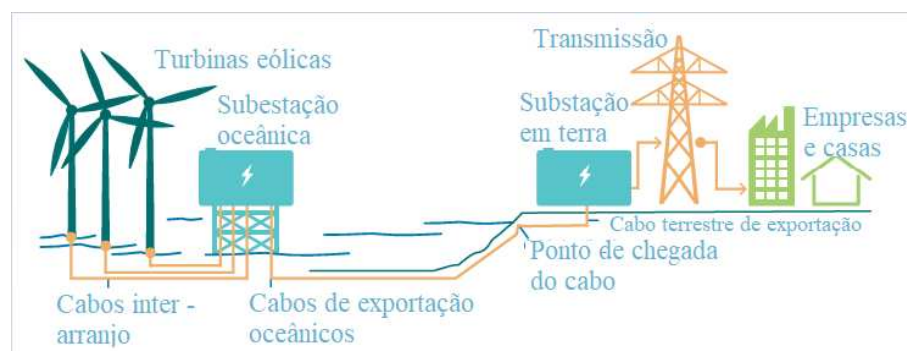 Transmissão
Turbinas eólicas
Subestação
oceânica
Substação
em terra
Empresas
e casas
Cabo terrestre de exportação
Ponto de chegada
do cabo
Cabos inter -
arranjo
Cabos de exportação
oceânicos